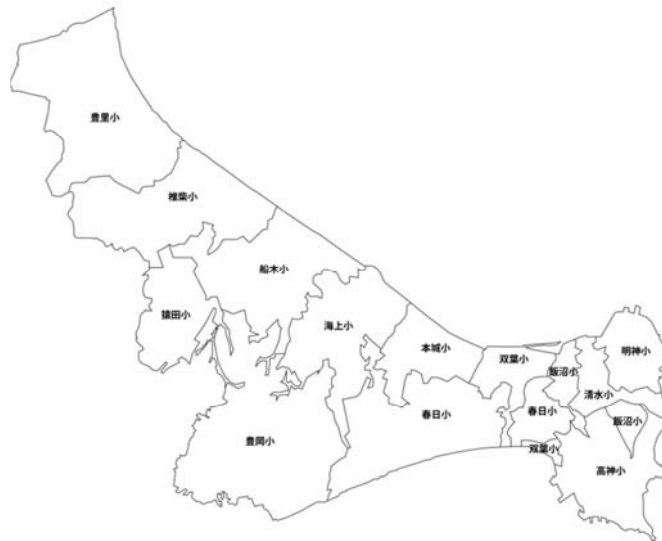 豊里小
椎柴小
船木小
猿田小
海上小
本城小
双葉小
明神小
飯沼小
清水小
春日小
春日小
飯沼小
豊岡小
双葉小
高神小